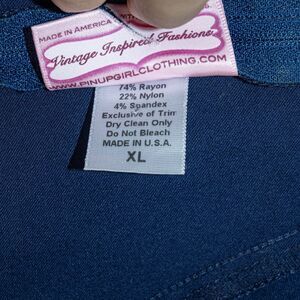 MADE IN AMERICA
Vintage Inspired Fashions
WWW.PINUPGIRLCLOTHING.COM
74% Rayon
22% Nylon
4% Spandex
Exclusive of Trim
Dry Clean Only
Do Not Bleach
MADE IN U.S.A.
XL